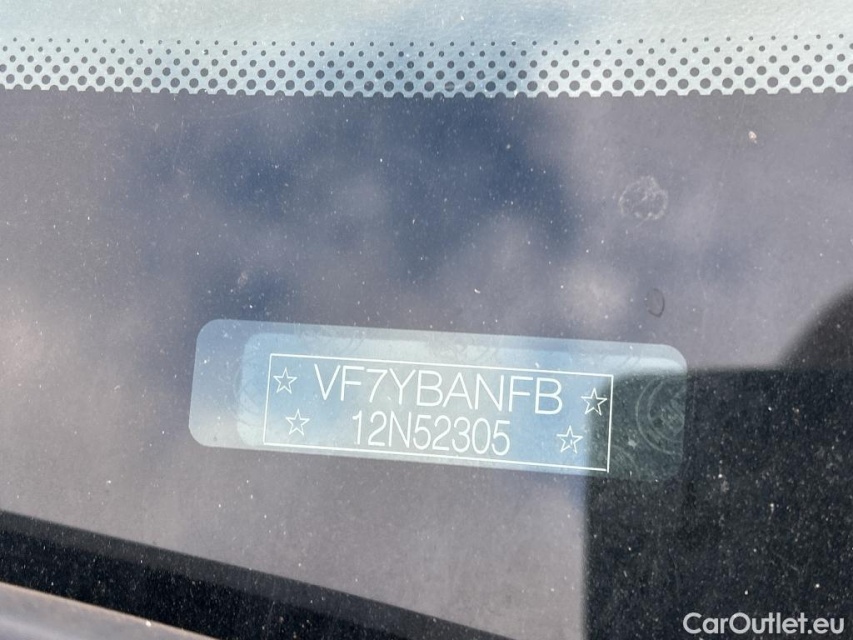 ☆ VF7YBANFB ☆
☆ 12N52305 ☆
CarOutlet.eu